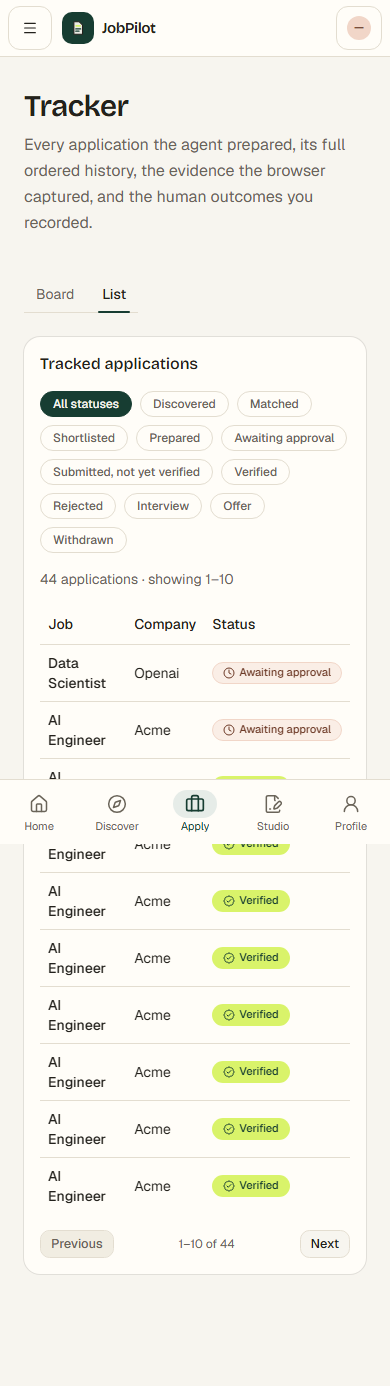 JobPilot
Tracker
Every application the agent prepared, its full
ordered history, the evidence the browser
captured, and the human outcomes you
recorded.
Board List
Tracked applications
All statuses Discovered Matched
Shortlisted Prepared Awaiting approval
Submitted, not yet verified Verified
Rejected Interview Offer
Withdrawn
44 applications · showing 1–10
Job Company Status
Data
Scientist Openai Awaiting approval
AI
Engineer Acme Awaiting approval
AI
Home Discover Apply Studio Profile
Engineer Acme Verified
AI
Engineer Acme Verified
AI
Engineer Acme Verified
AI
Engineer Acme Verified
AI
Engineer Acme Verified
AI
Engineer Acme Verified
AI
Engineer Acme Verified
Previous 1–10 of 44 Next